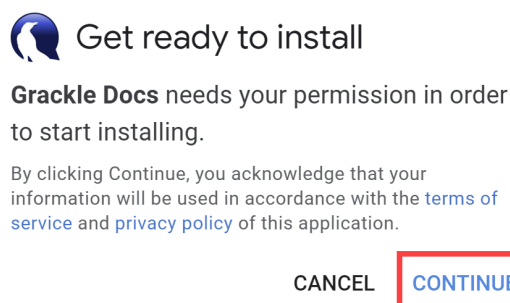 Get ready to install
Grackle Docs needs your permission in order
to start installing.
By clicking Continue, you acknowledge that your
information will be used in accordance with the terms of
service and privacy policy of this application.
CANCEL CONTINUE